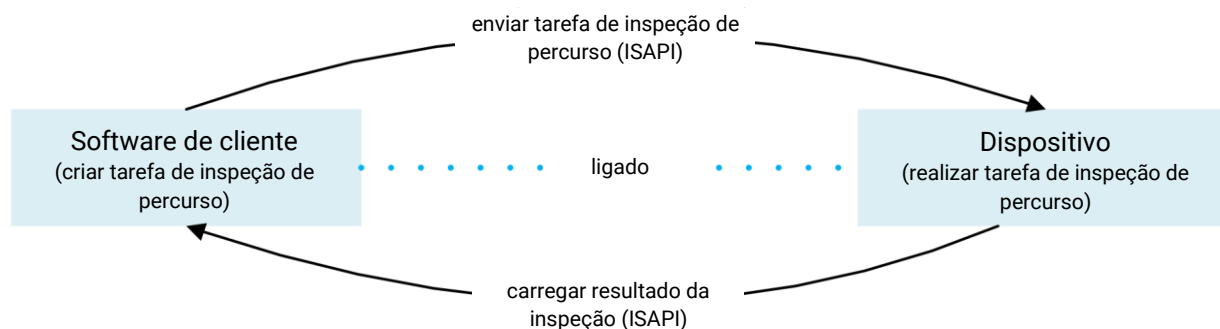 enviar tarefa de inspeção de
percurso (ISAPI)
Software de cliente
(criar tarefa de inspeção de
percurso)
ligado
Dispositivo
(realizar tarefa de inspeção de
percurso)
carregar resultado da
inspeção (ISAPI)